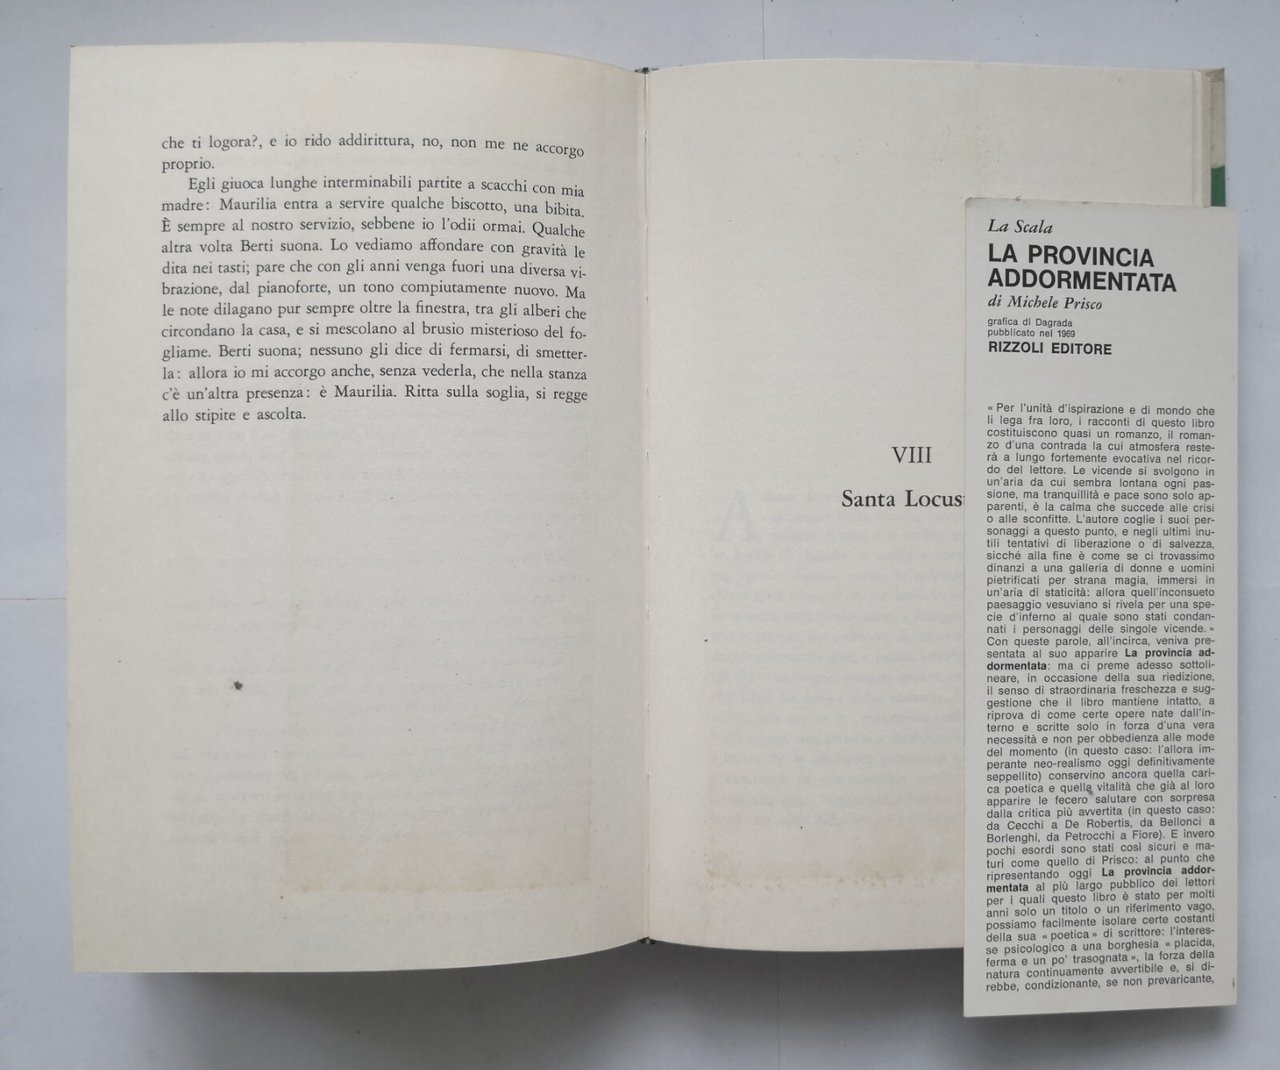 che ti logora?, e io rido addirittura, no, non me ne accorgo
proprio.
Egli giuoca lunghe interminabili partite a scacchi con mia
madre: Maurilia entra a servire qualche biscotto, una bibita.
È sempre al nostro servizio, sebbene io l'odii ormai. Qualche
altra volta Berti suona. Lo vediamo affondare con gravità le
dita nei tasti; pare che con gli anni venga fuori una diversa vi-
brazione, dal pianoforte, un tono compiutamente nuovo. Ma
le note dilagano pur sempre oltre la finestra, tra gli alberi che
circondano la casa, e si mescolano al brusio misterioso del fo-
gliame. Berti suona; nessuno gli dice di fermarsi, di smetter-
la: allora io mi accorgo anche, senza vederla, che nella stanza
c'è un'altra presenza: è Maurilia. Ritta sulla soglia, si regge
allo stipite e ascolta.
VIII
Santa Locus
La Scala
LA PROVINCIA
ADDORMENTATA
di Michele Prisco
grafica di Dagrada
pubblicato nel 1969
RIZZOLI EDITORE
« Per l'unità d'ispirazione e di mondo che
li lega fra loro, i racconti di questo libro
costituiscono quasi un romanzo, il roman-
zo d'una contrada la cui atmosfera reste-
rà a lungo fortemente evocativa nel ricor-
do del lettore. Le vicende si svolgono in
un'aria da cui sembra lontana ogni pas-
sione, ma tranquillità e pace sono solo ap-
parenti, è la calma che succede alle crisi
o alle sconfitte. L'autore coglie i suoi per-
sonaggi a questo punto, e negli ultimi inu-
tili tentativi di liberazione o di salvezza,
sicché alla fine è come se ci trovassimo
dinanzi a una galleria di donne e uomini
pietrificati per strana magia, immersi in
un'aria di staticità: allora quell'inconsueto
paesaggio vesuviano si rivela per una spe-
cie d'inferno al quale sono stati condan-
nati i personaggi delle singole vicende. »
Con queste parole, all'incirca, veniva pre-
sentata al suo apparire La provincia ad-
dormentata: ma ci preme adesso sottoli-
neare, in occasione della sua riedizione,
il senso di straordinaria freschezza e sug-
gestione che il libro mantiene intatto, a
riprova di come certe opere nate dall'in-
terno e scritte solo in forza d'una vera
necessità e non per obbedienza alle mode
del momento (in questo caso: l'allora im-
perante neo-realismo oggi definitivamente
seppellito) conservino ancora quella cari-
ca poetica e quella vitalità che già al loro
apparire le fecero salutare con sorpresa
dalla critica più avvertita (in questo caso:
da Cecchi a De Robertis, da Bellonci a
Borlenghi, da Petrocchi a Fiore). E invero
pochi esordi sono stati così sicuri e ma-
turi come quello di Prisco: al punto che
ripresentando oggi La provincia addor-
mentata al più largo pubblico dei lettori
per i quali questo libro è stato per molti
anni solo un titolo o un riferimento vago,
possiamo facilmente isolare certe costanti
della sua « poetica » di scrittore: l'interes-
se psicologico a una borghesia « placida,
ferma e un po' trasognata », la forza della
natura continuamente avvertibile e, si di-
rebbe, condizionante, se non prevaricante,